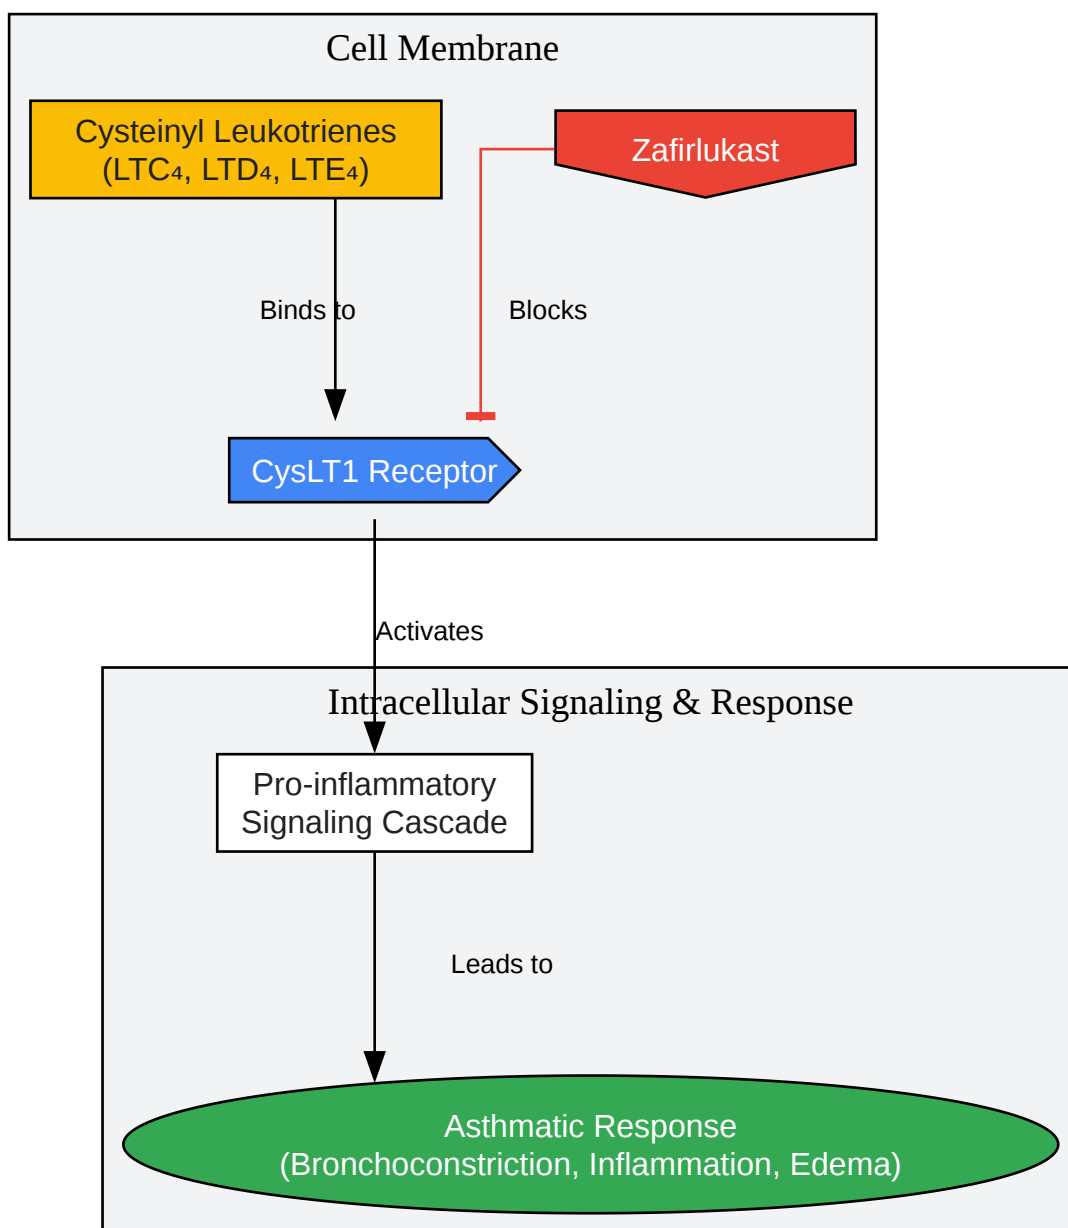 Cell Membrane
Cysteinyl Leukotrienes
(LTC₄, LTD₄, LTE₄)
Zafirlukast
Binds to
Blocks
CysLT1 Receptor
Activates
Intracellular Signaling & Response
Pro-inflammatory
Signaling Cascade
Leads to
Asthmatic Response
(Bronchoconstriction, Inflammation, Edema)